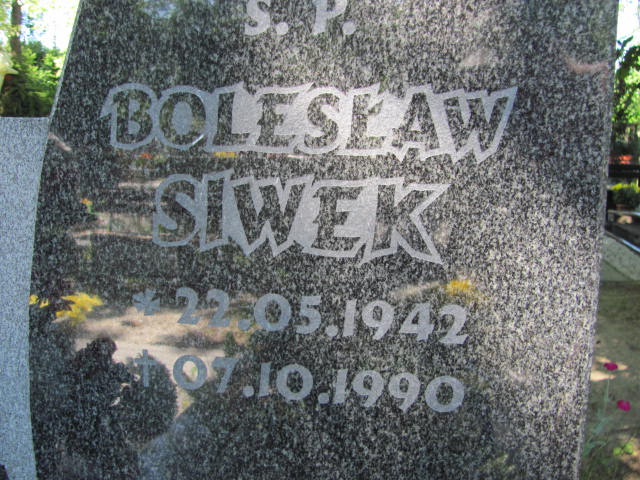 Ś. P.
BOLESŁAW
SIWEK
* 22.05.1942
† 07.10.1990